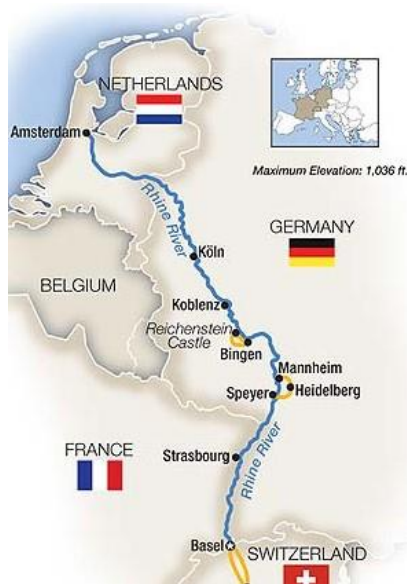 NETHERLANDS
Amsterdam
Maximum Elevation: 1,036 ft.
Rhine River
GERMANY
Köln
BELGIUM
Koblenz
Reichenstein
Castle
Bingen
Mannheim
Speyer
Heidelberg
FRANCE
Strasbourg
Rhine River
Basel
SWITZERLAND